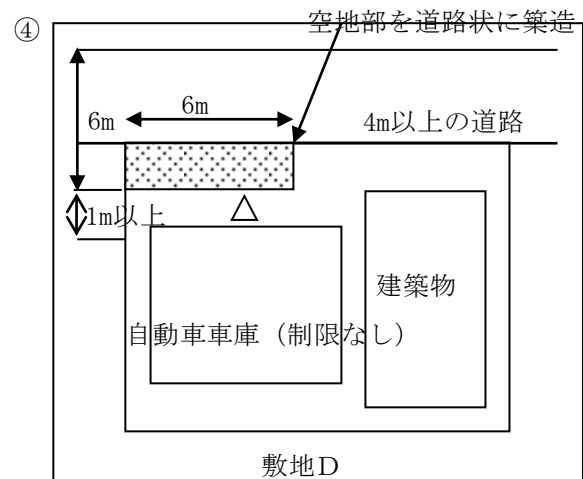 ④
空地部を道路状に築造
6m
6m
4m以上の道路
1m以上
建築物
自動車車庫（制限なし）
敷地D